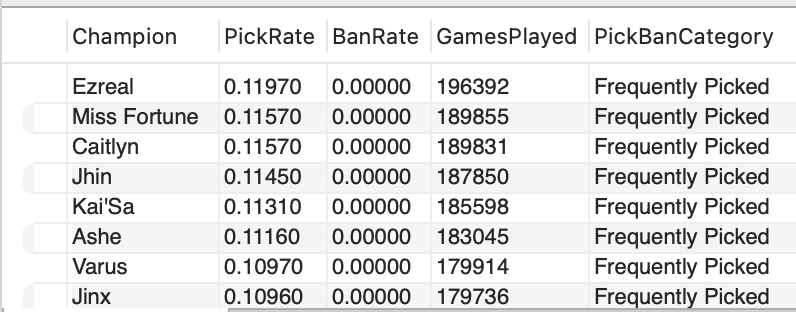 Champion PickRate BanRate GamesPlayed PickBanCategory
Ezreal 0.11970 0.00000 196392 Frequently Picked
Miss Fortune 0.11570 0.00000 189855 Frequently Picked
Caitlyn 0.11570 0.00000 189831 Frequently Picked
Jhin 0.11450 0.00000 187850 Frequently Picked
Kai'Sa 0.11310 0.00000 185598 Frequently Picked
Ashe 0.11160 0.00000 183045 Frequently Picked
Varus 0.10970 0.00000 179914 Frequently Picked
Jinx 0.10960 0.00000 179736 Frequently Picked